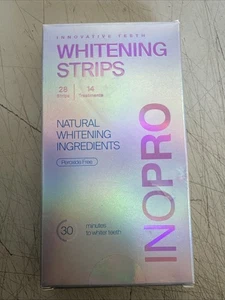 INNOVATIVE TEETH
WHITENING
STRIPS
28 14
Strips Treatments
NATURAL
WHITENING
INGREDIENTS
Peroxide Free
30 minutes
to whiter teeth
INOPRO